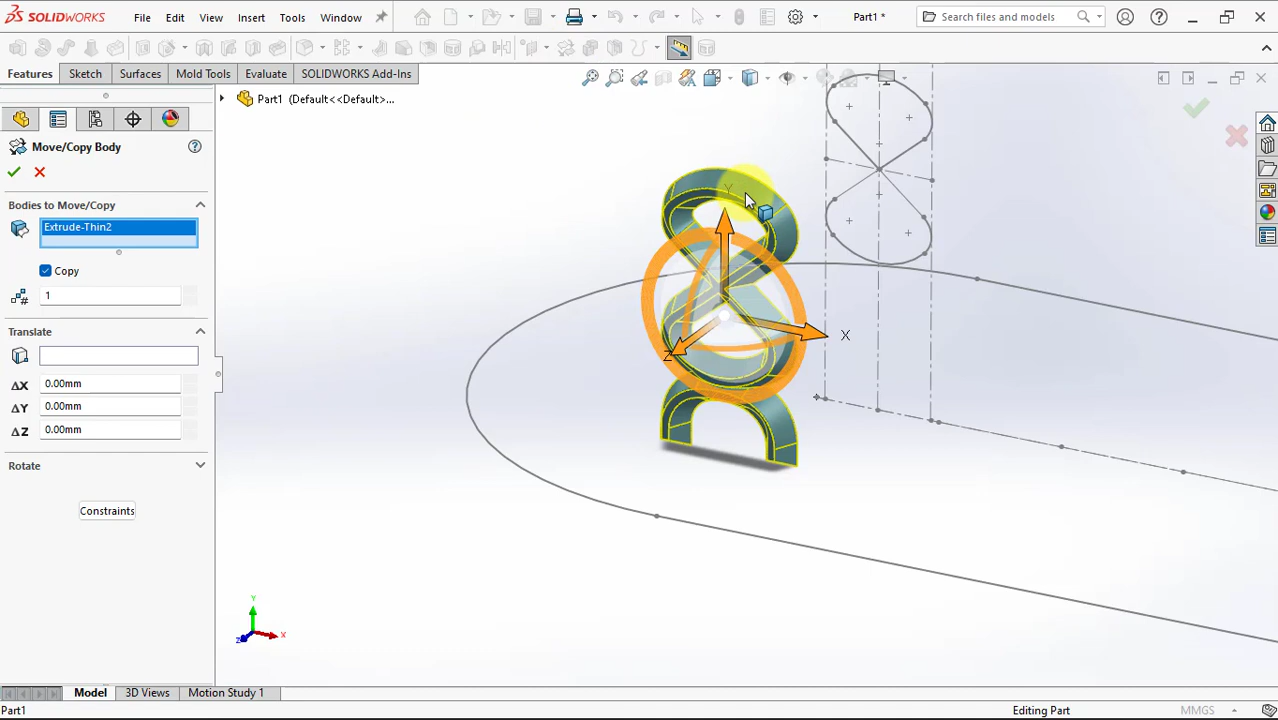 SOLIDWORKS
File
Edit
View
Insert
Tools
Window
Part1 *
Search files and models
?
Features
Sketch
Surfaces
Mold Tools
Evaluate
SOLIDWORKS Add-Ins
Part1 (Default<<Default>...
Move/Copy Body
?
Bodies to Move/Copy
Extrude-Thin2
Copy
1
Translate
ΔX
0.00mm
ΔY
0.00mm
ΔZ
0.00mm
Rotate
Constraints
Y
X
Z
Y
X
Z
Model
3D Views
Motion Study 1
Part1
Editing Part
MMGS